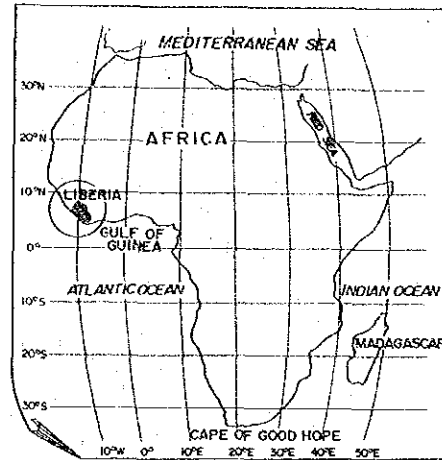 MEDITERRANEAN SEA
30°N
RED SEA
20°N
AFRICA
10°N
LIBERIA
GULF OF
GUINEA
0°
ATLANTIC OCEAN
INDIAN OCEAN
10°S
MADAGASCAR
20°S
30°S
CAPE OF GOOD HOPE
10°W 0° 10°E 20°E 30°E 40°E 50°E